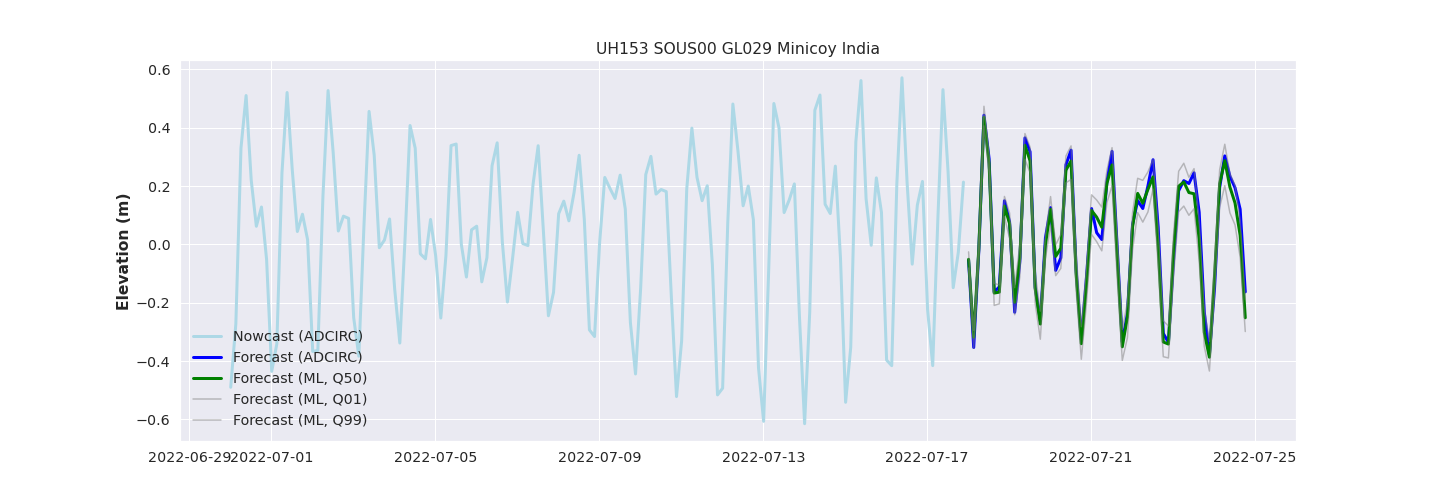 UH153 SOUS00 GL029 Minicoy India
0.6
0.4
0.2
0.0
−0.2
−0.4
−0.6
Elevation (m)
Nowcast (ADCIRC)
Forecast (ADCIRC)
Forecast (ML, Q50)
Forecast (ML, Q01)
Forecast (ML, Q99)
2022-06-29 2022-07-01 2022-07-05 2022-07-09 2022-07-13 2022-07-17 2022-07-21 2022-07-25